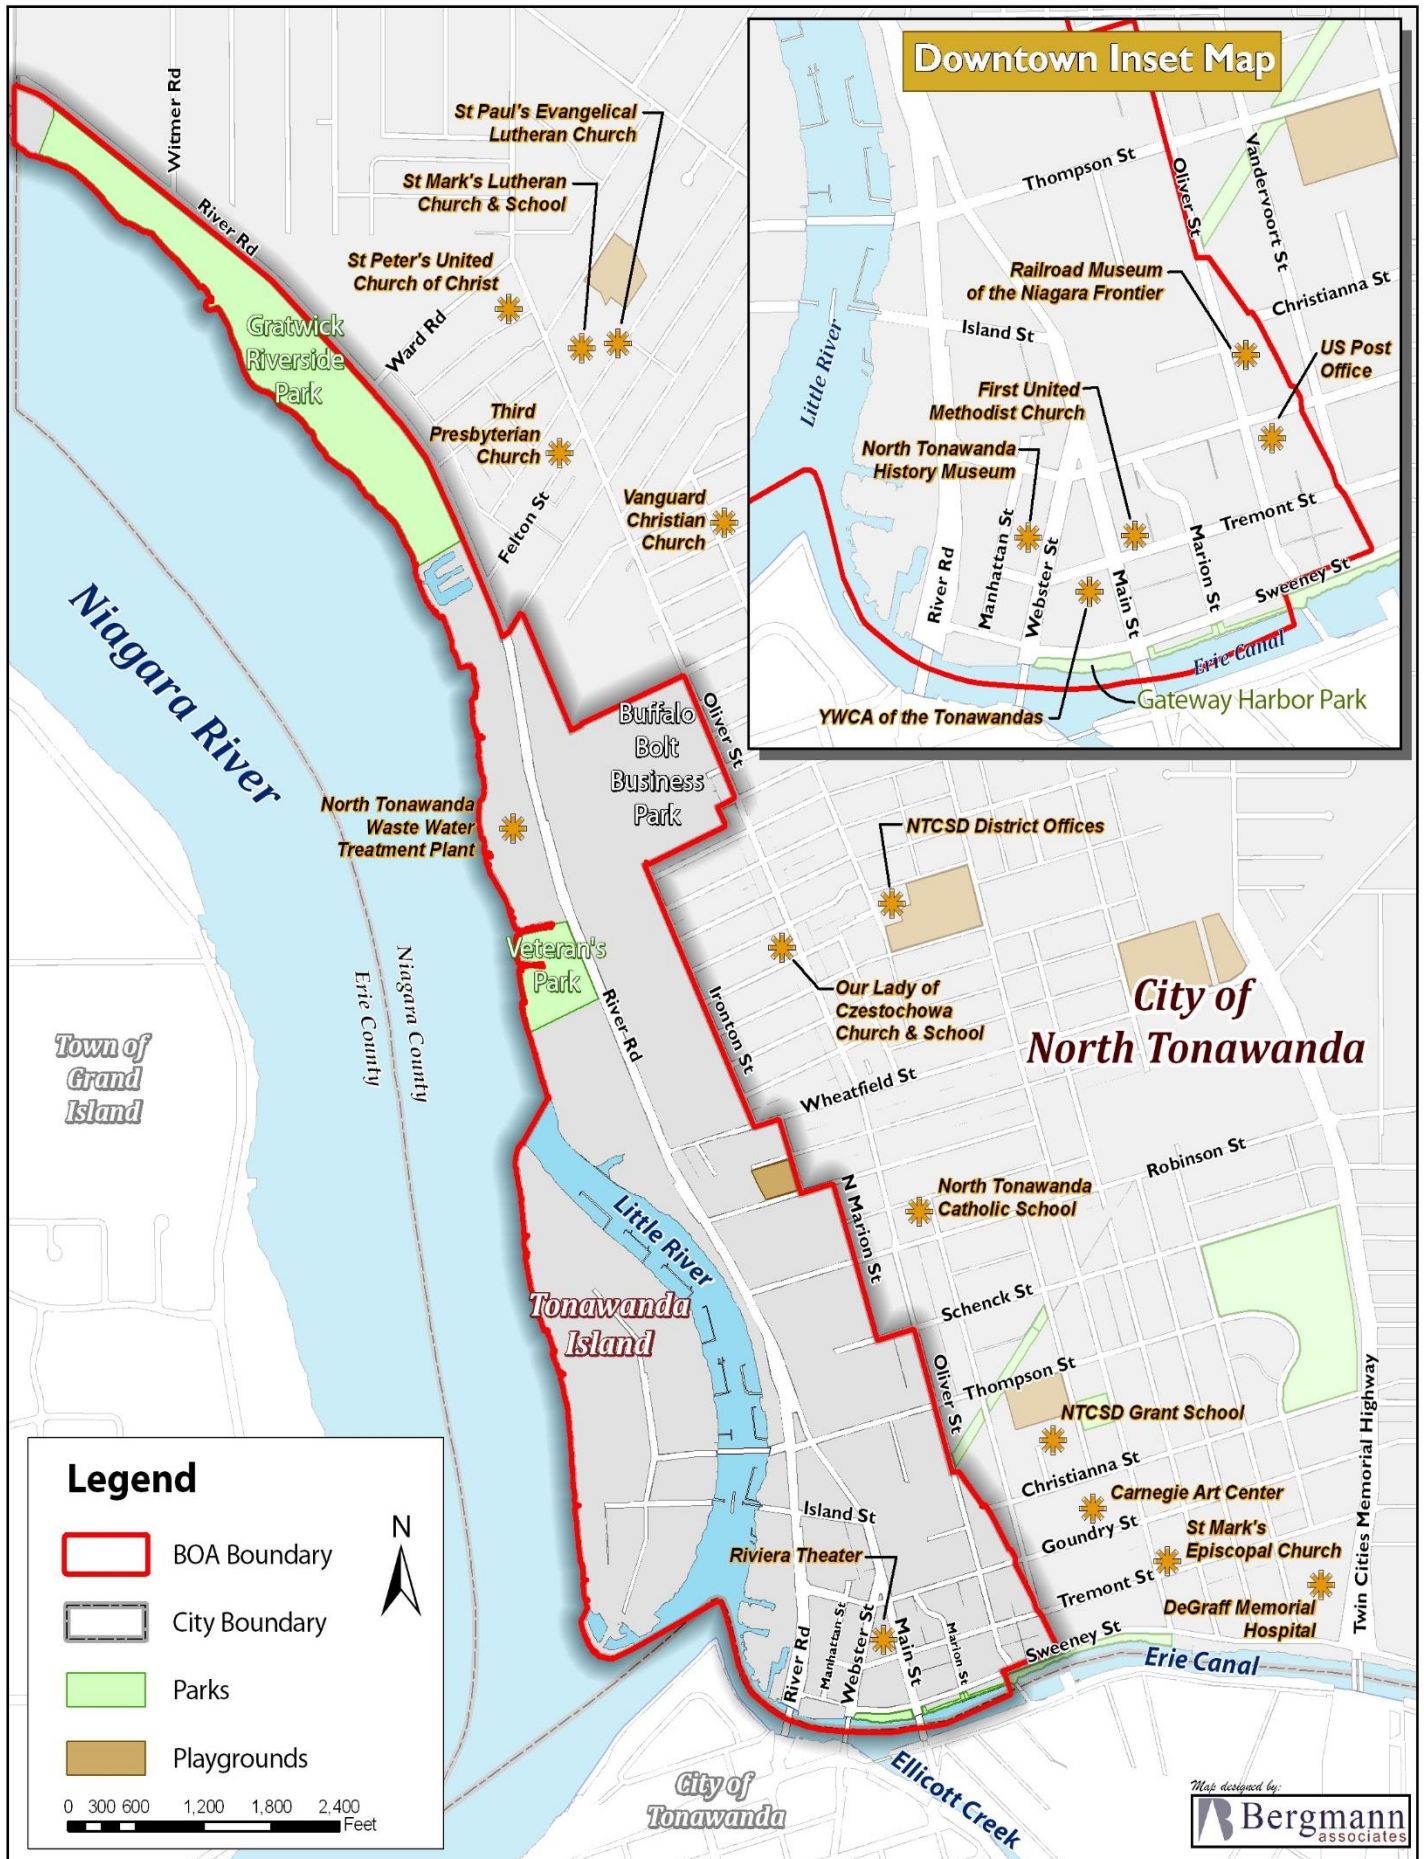 Downtown Inset Map
Thompson St
Oliver St
Vandervoort St
Christianna St
Railroad Museum
of the Niagara Frontier
Island St
US Post
Office
Little River
First United
Methodist Church
North Tonawanda
History Museum
River Rd
Manhattan St
Webster St
Main St
Marion St
Tremont St
Sweeney St
Erie Canal
Gateway Harbor Park
YWCA of the Tonawandas
Witmer Rd
River Rd
St Paul's Evangelical
Lutheran Church
St Mark's Lutheran
Church & School
St Peter's United
Church of Christ
Ward Rd
Gratwick
Riverside
Park
Third
Presbyterian
Church
Felton St
Vanguard
Christian
Church
Niagara River
Oliver St
Buffalo
Bolt
Business
Park
North Tonawanda
Waste Water
Treatment Plant
NTCSD District Offices
Veteran's
Park
Niagara County
Erie County
River Rd
Ironton St
Our Lady of
Czestochowa
Church & School
City of
North Tonawanda
Town of
Grand
Island
Wheatfield St
Robinson St
North Tonawanda
Catholic School
N Marion St
Little River
Tonawanda
Island
Schenck St
Thompson St
Oliver St
NTCSD Grant School
Christianna St
Carnegie Art Center
Goundry St
St Mark's
Episcopal Church
Tremont St
DeGraff Memorial
Hospital
Twin Cities Memorial Highway
Island St
Riviera Theater
River Rd
Manhattan St
Webster St
Main St
Marion St
Sweeney St
Erie Canal
Ellicott Creek
City of
Tonawanda
Legend
BOA Boundary
City Boundary
Parks
Playgrounds
N
0 300 600 1,200 1,800 2,400
Feet
Map designed by:
Bergmann
associates